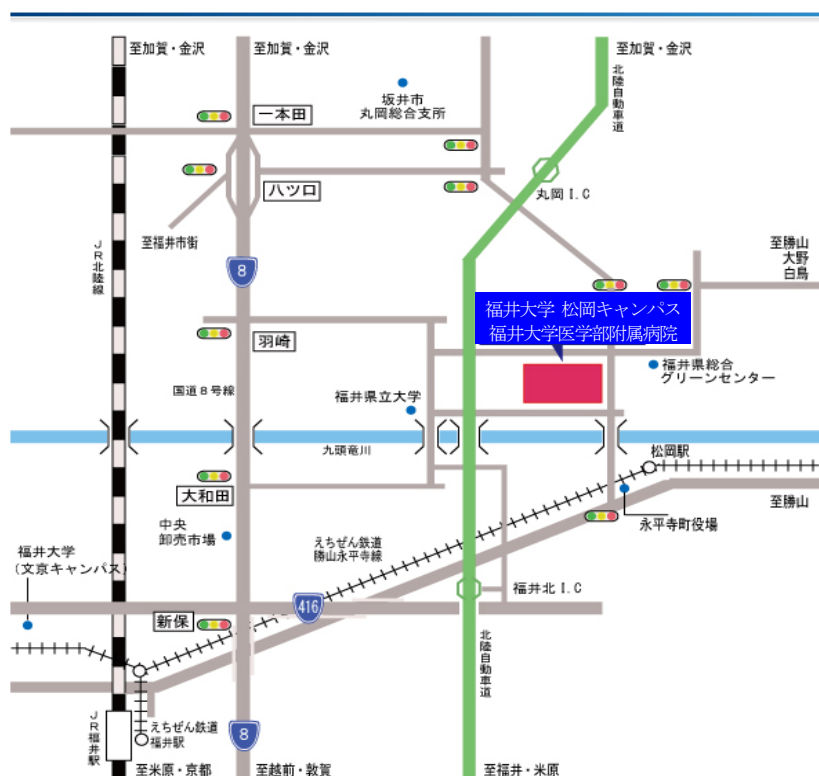 至加賀・金沢
至加賀・金沢
至加賀・金沢
北陸自動車道
坂井市
丸岡総合支所
一本田
八ツ口
丸岡 I.C
至福井市街
JR北陸線
至勝山
大野
白鳥
8
福井大学 松岡キャンパス
福井大学医学部附属病院
羽崎
福井県総合
グリーンセンター
国道8号線
福井県立大学
九頭竜川
松岡駅
大和田
至勝山
中央
卸売市場
永平寺町役場
えちぜん鉄道
勝山永平寺線
福井大学
(文京キャンパス)
福井北 I.C
416
新保
北陸自動車道
JR福井駅
えちぜん鉄道
福井駅
8
至米原・京都
至越前・敦賀
至福井・米原